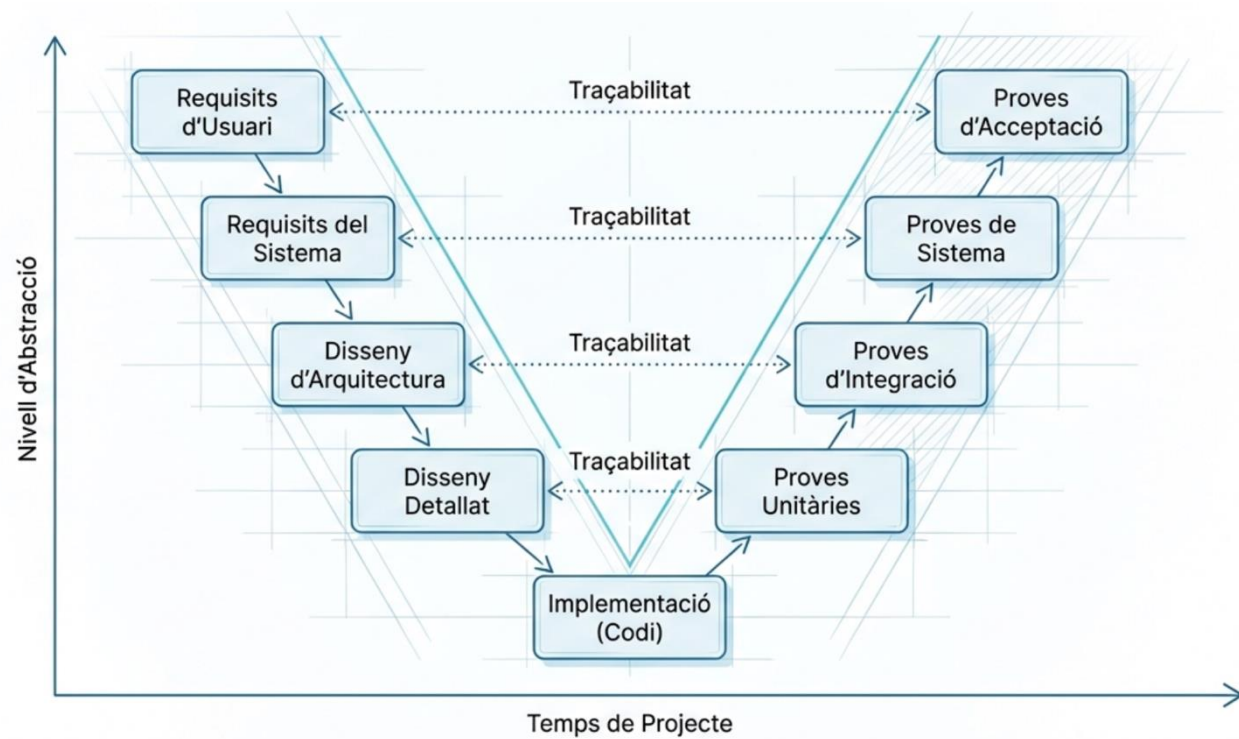 Requisits
d'Usuari
Traçabilitat
Proves
d'Acceptació
Requisits del
Sistema
Traçabilitat
Proves de
Sistema
Disseny
d'Arquitectura
Traçabilitat
Proves
d'Integració
Disseny
Detallat
Traçabilitat
Proves
Unitàries
Implementació
(Codi)
Nivell d'Abstracció
Temps de Projecte